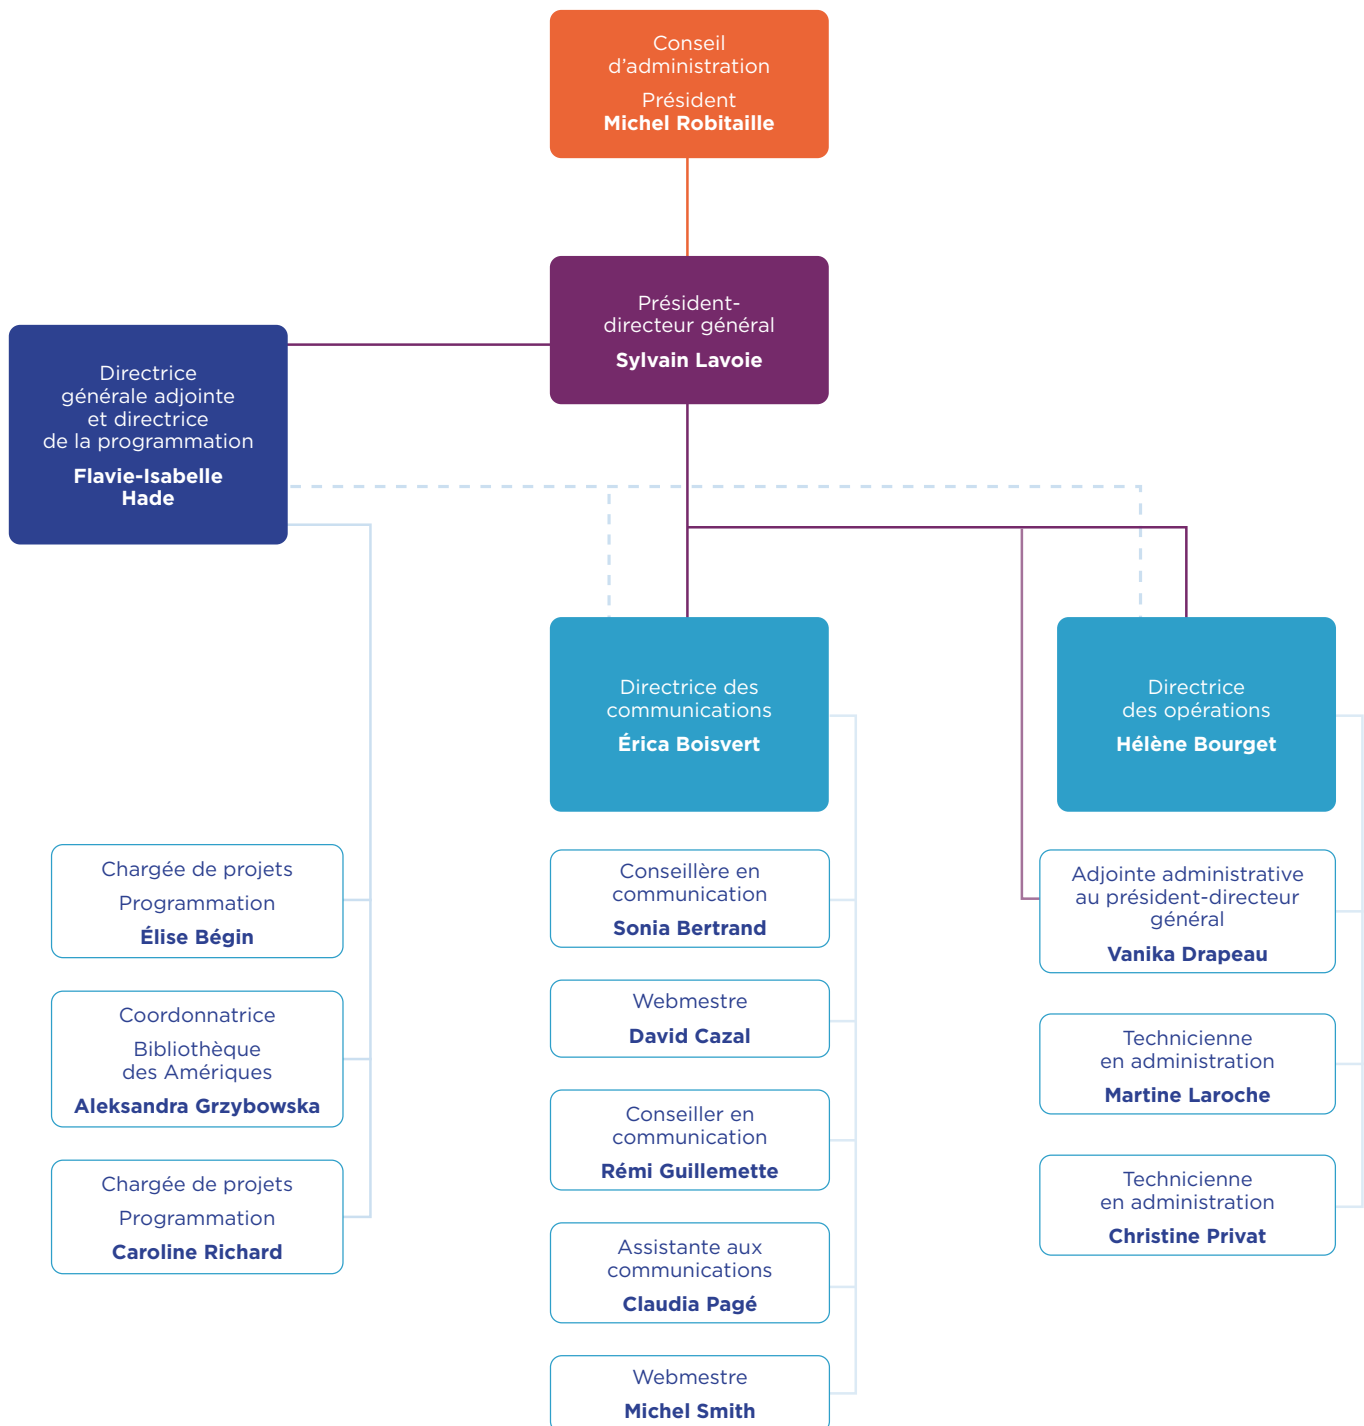 Conseil
d’administration
Président
Michel Robitaille
Président-
directeur général
Sylvain Lavoie
Directrice
générale adjointe
et directrice
de la programmation
Flavie-Isabelle
Hade
Directrice des
communications
Érica Boisvert
Directrice
des opérations
Hélène Bourget
Chargée de projets
Programmation
Élise Bégin
Coordonnatrice
Bibliothèque
des Amériques
Aleksandra Grzybowska
Chargée de projets
Programmation
Caroline Richard
Conseillère en
communication
Sonia Bertrand
Webmestre
David Cazal
Conseiller en
communication
Rémi Guillemette
Assistante aux
communications
Claudia Pagé
Webmestre
Michel Smith
Adjointe administrative
au président-directeur
général
Vanika Drapeau
Technicienne
en administration
Martine Laroche
Technicienne
en administration
Christine Privat